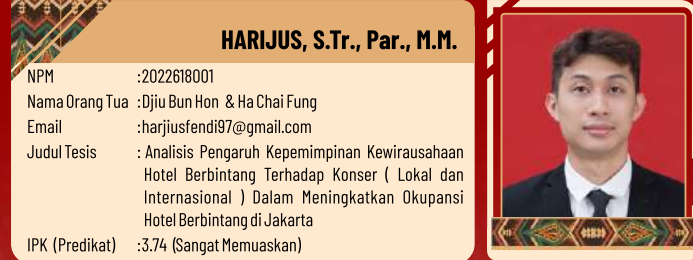 HARIJUS, S.Tr., Par., M.M.
NPM :2022618001
Nama Orang Tua :Djiu Bun Hon & Ha Chai Fung
Email :harjiusfendi97@gmail.com
Judul Tesis : Analisis Pengaruh Kepemimpinan Kewirausahaan
Hotel Berbintang Terhadap Konser ( Lokal dan
Internasional ) Dalam Meningkatkan Okupansi
Hotel Berbintang di Jakarta
IPK (Predikat) :3.74 (Sangat Memuaskan)